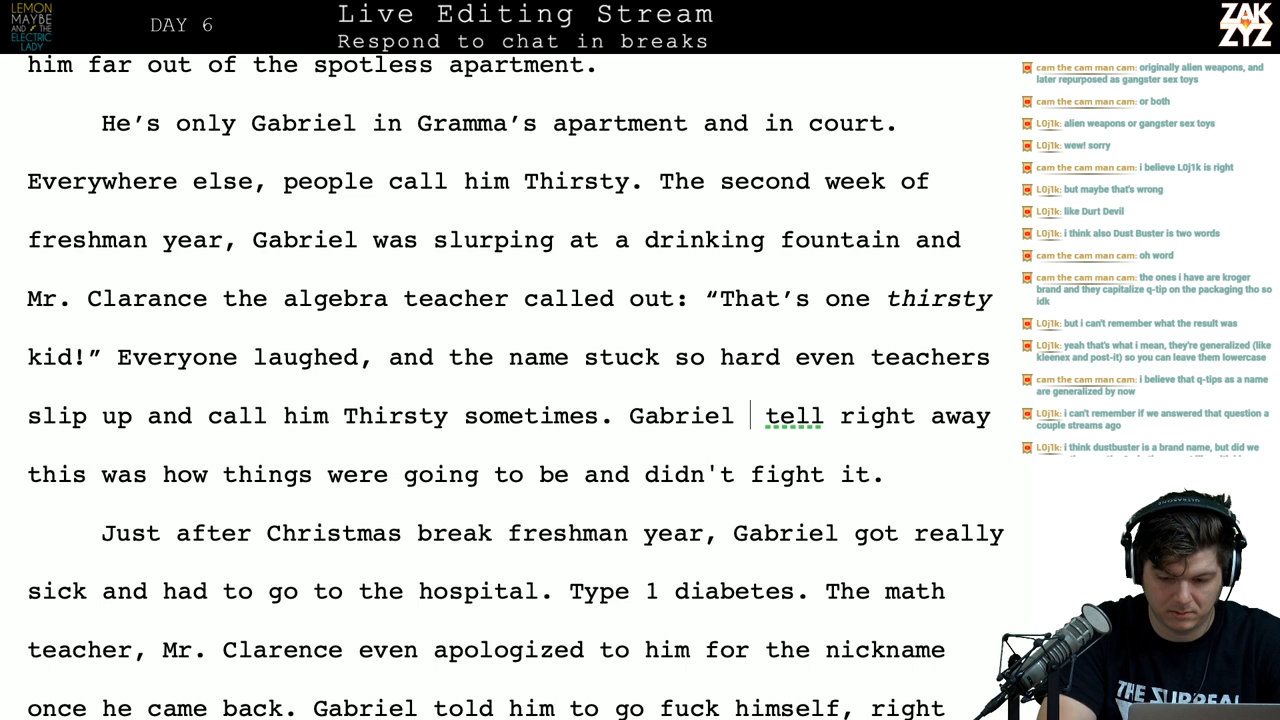 LEMON
MAYBE
AND THE
ELECTRIC
LADY
DAY 6
Live Editing Stream
Respond to chat in breaks
ZAK
ZYZ
him far out of the spotless apartment.
He’s only Gabriel in Gramma’s apartment and in court.
Everywhere else, people call him Thirsty. The second week of
freshman year, Gabriel was slurping at a drinking fountain and
Mr. Clarance the algebra teacher called out: “That’s one thirsty
kid!” Everyone laughed, and the name stuck so hard even teachers
slip up and call him Thirsty sometimes. Gabriel tell right away
this was how things were going to be and didn't fight it.
Just after Christmas break freshman year, Gabriel got really
sick and had to go to the hospital. Type 1 diabetes. The math
teacher, Mr. Clarence even apologized to him for the nickname
once he came back. Gabriel told him to go fuck himself, right
cam the cam man cam: originally alien weapons, and
later repurposed as gangster sex toys
cam the cam man cam: or both
L0j1k: alien weapons or gangster sex toys
L0j1k: wew! sorry
cam the cam man cam: i believe L0j1k is right
L0j1k: but maybe that's wrong
L0j1k: like Durt Devil
L0j1k: i think also Dust Buster is two words
cam the cam man cam: oh word
cam the cam man cam: the ones i have are kroger
brand and they capitalize q-tip on the packaging tho so
idk
L0j1k: but i can't remember what the result was
L0j1k: yeah that's what i mean, they're generalized (like
kleenex and post-it) so you can leave them lowercase
cam the cam man cam: i believe that q-tips as a name
are generalized by now
L0j1k: i can't remember if we answered that question a
couple streams ago
L0j1k: i think dustbuster is a brand name, but did we
THE SURREAL